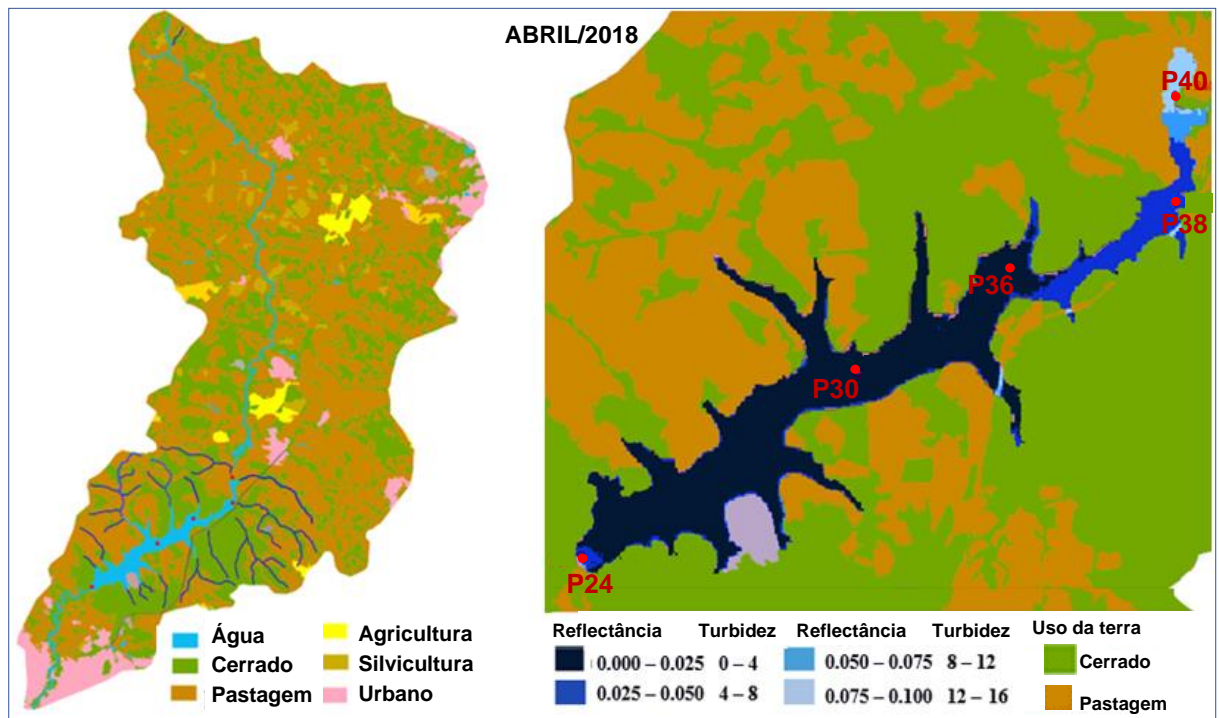 ABRIL/2018
P40
P38
P36
P30
P24
Água
Cerrado
Pastagem
Agricultura
Silvicultura
Urbano
Reflectância Turbidez Reflectância Turbidez Uso da terra
0.000 – 0.025 0 – 4 0.050 – 0.075 8 – 12 Cerrado
0.025 – 0.050 4 – 8 0.075 – 0.100 12 – 16 Pastagem